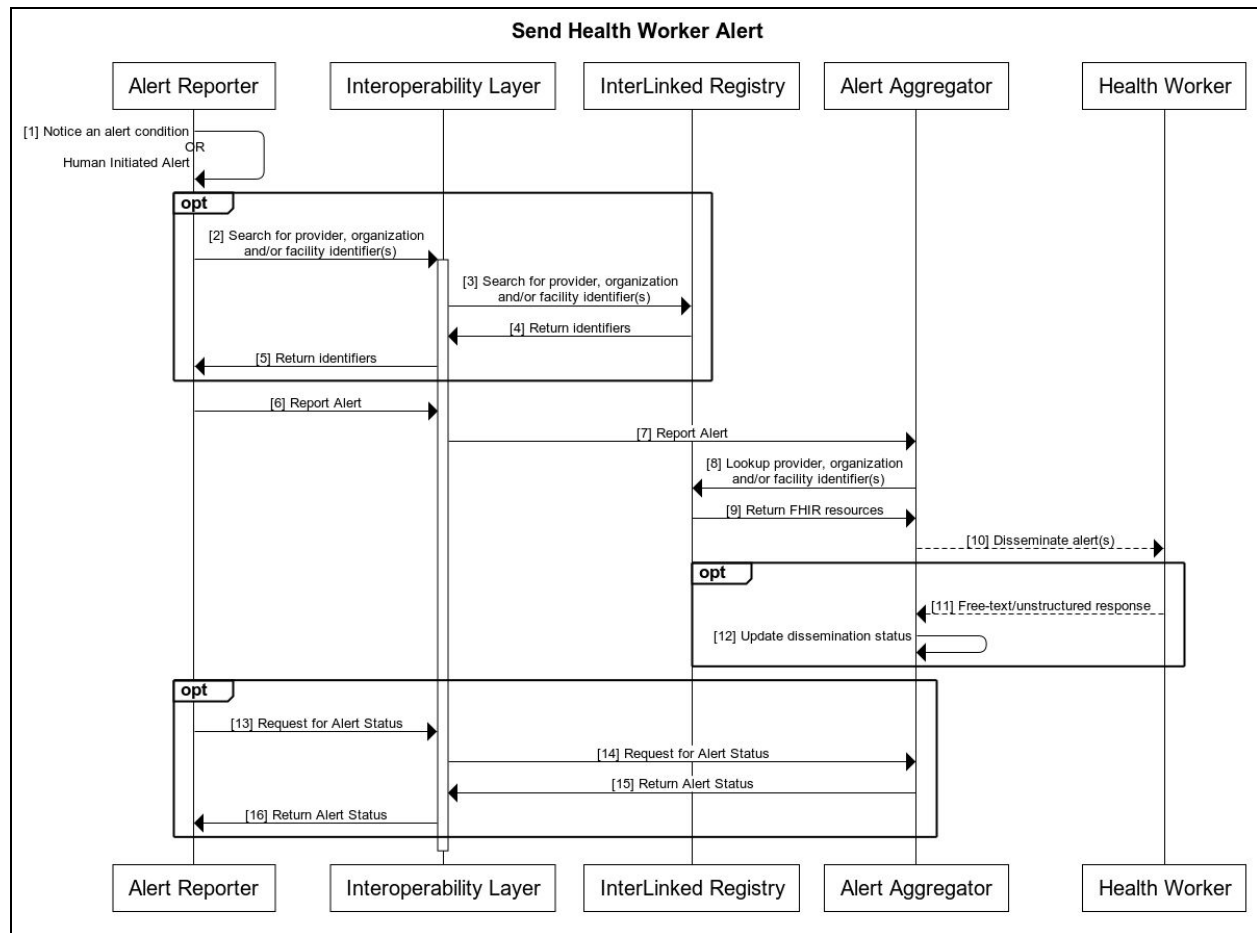 Send Health Worker Alert
Alert Reporter
Interoperability Layer
InterLinked Registry
Alert Aggregator
Health Worker
[1] Notice an alert condition
OR
Human Initiated Alert
opt
[2] Search for provider, organization
and/or facility identifier(s)
[3] Search for provider, organization
and/or facility identifier(s)
[4] Return identifiers
[5] Return identifiers
[6] Report Alert
[7] Report Alert
[8] Lookup provider, organization
and/or facility identifier(s)
[9] Return FHIR resources
[10] Disseminate alert(s)
opt
[11] Free-text/unstructured response
[12] Update dissemination status
opt
[13] Request for Alert Status
[14] Request for Alert Status
[15] Return Alert Status
[16] Return Alert Status
Alert Reporter
Interoperability Layer
InterLinked Registry
Alert Aggregator
Health Worker